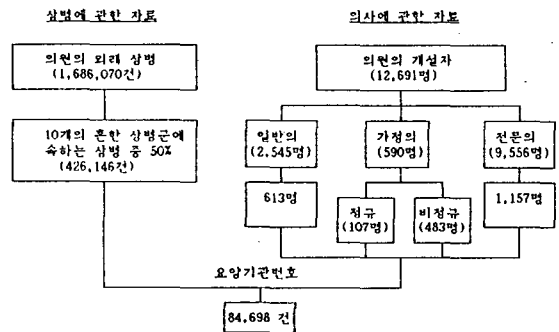 상병에 관한 자료
의사에 관한 자료
의원의 외래 상병
(1,686,070건)
의원의 개설자
(12,691명)
10개의 흔한 상병군에
속하는 상병 중 50%
(426,146건)
일반의
(2,545명)
가정의
(590명)
전문의
(9,556명)
613명
정규
(107명)
비정규
(483명)
1,157명
요양기관번호
84,698 건